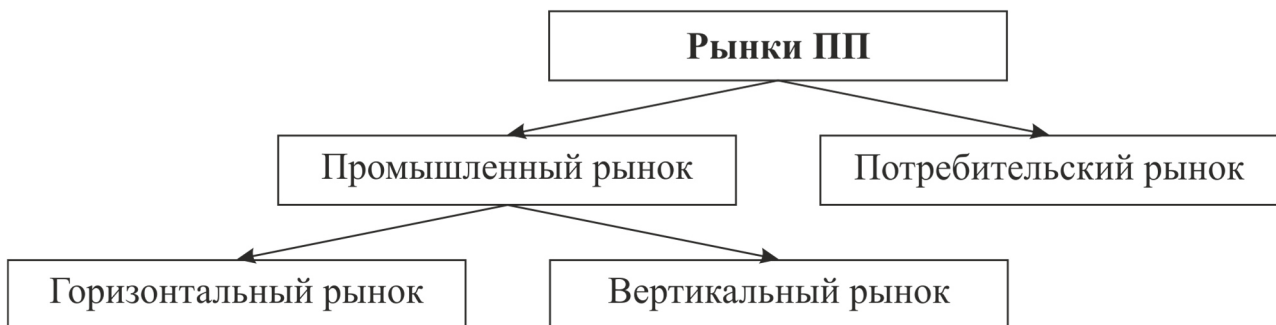 Рынки ПП
Промышленный рынок
Потребительский рынок
Горизонтальный рынок
Вертикальный рынок